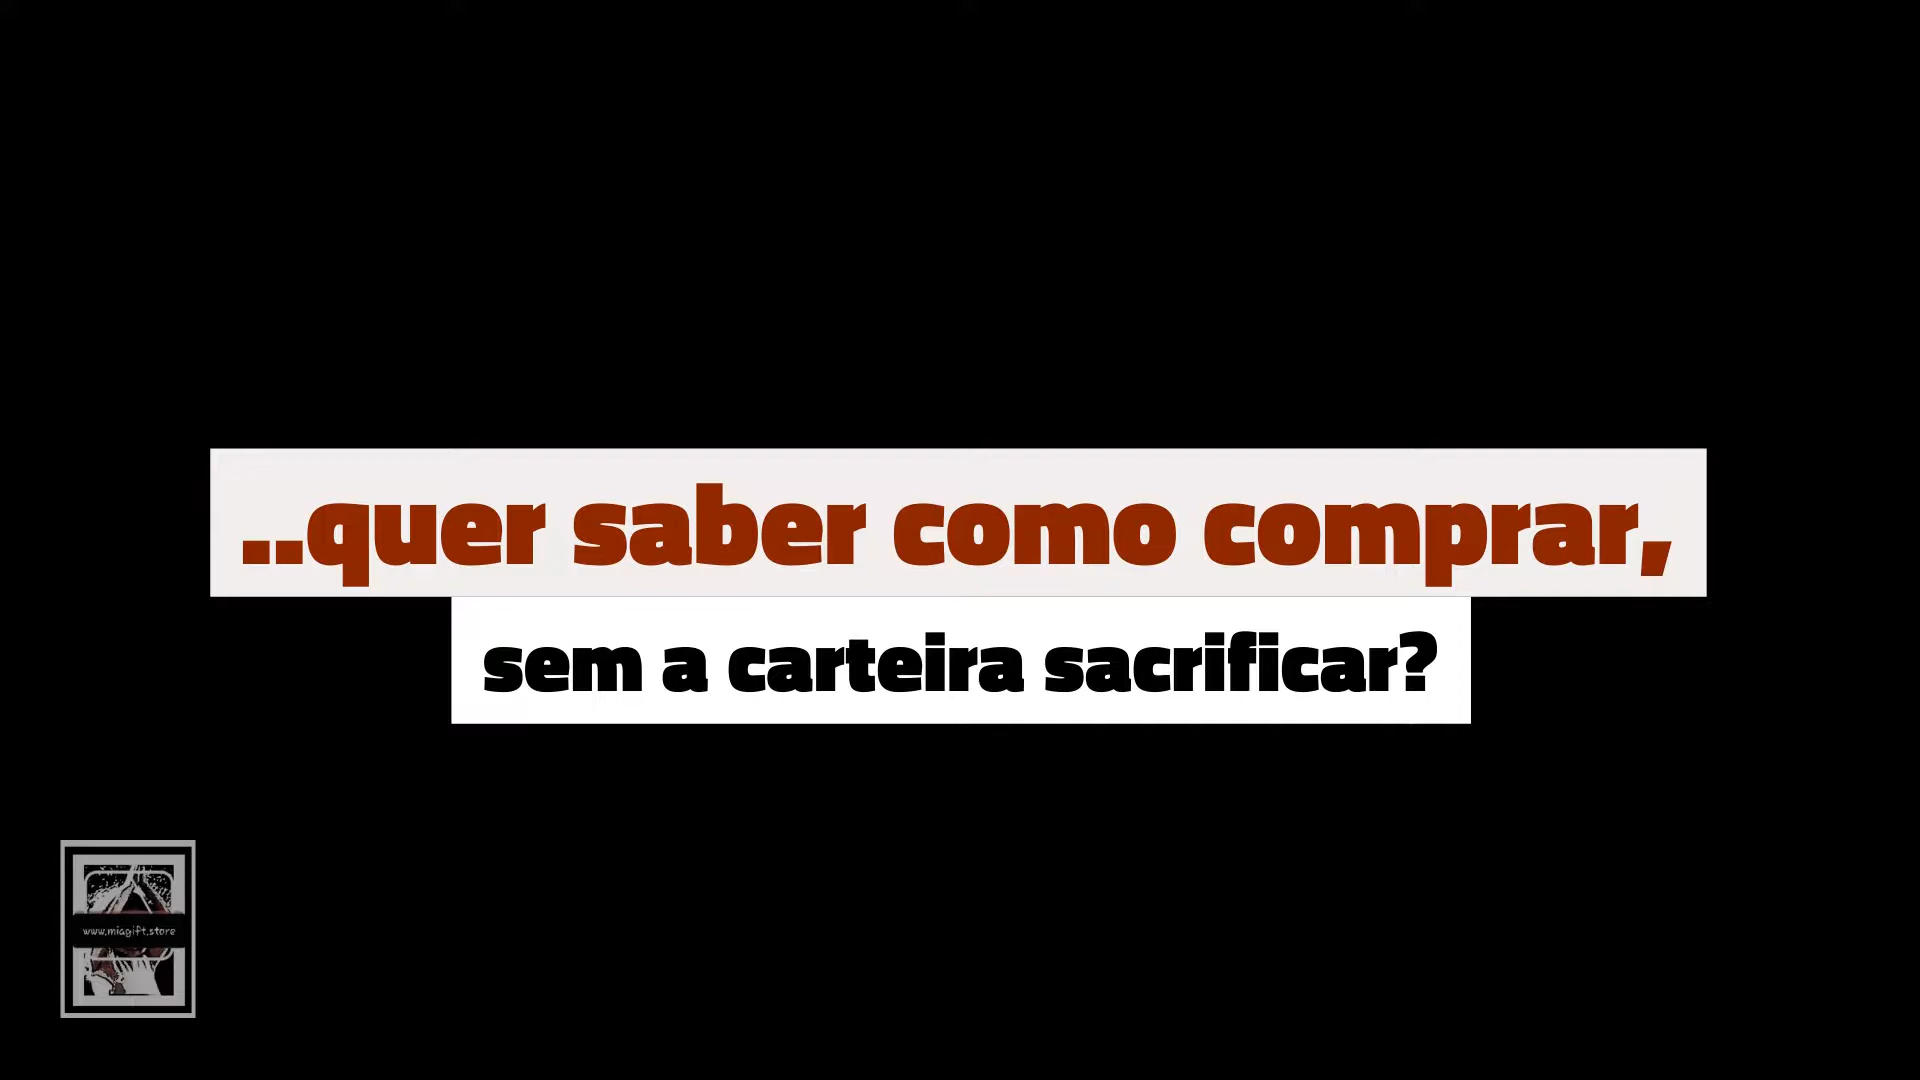 ..quer saber como comprar,
sem a carteira sacrificar?
www.miagift.store